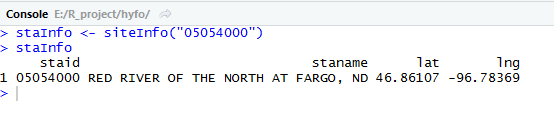 Console E:/R_project/hyfo/
> staInfo <- siteInfo("05054000")
> staInfo
staid staname lat lng
1 05054000 RED RIVER OF THE NORTH AT FARGO, ND 46.86107 -96.78369
>